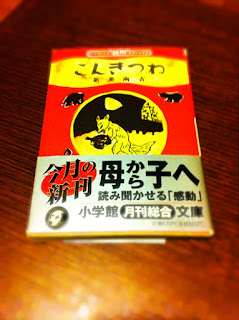 ごんぎつね
新美南吉
今月の
新刊
母から子へ
読み聞かせる「感動」
小学館 月刊総合 文庫